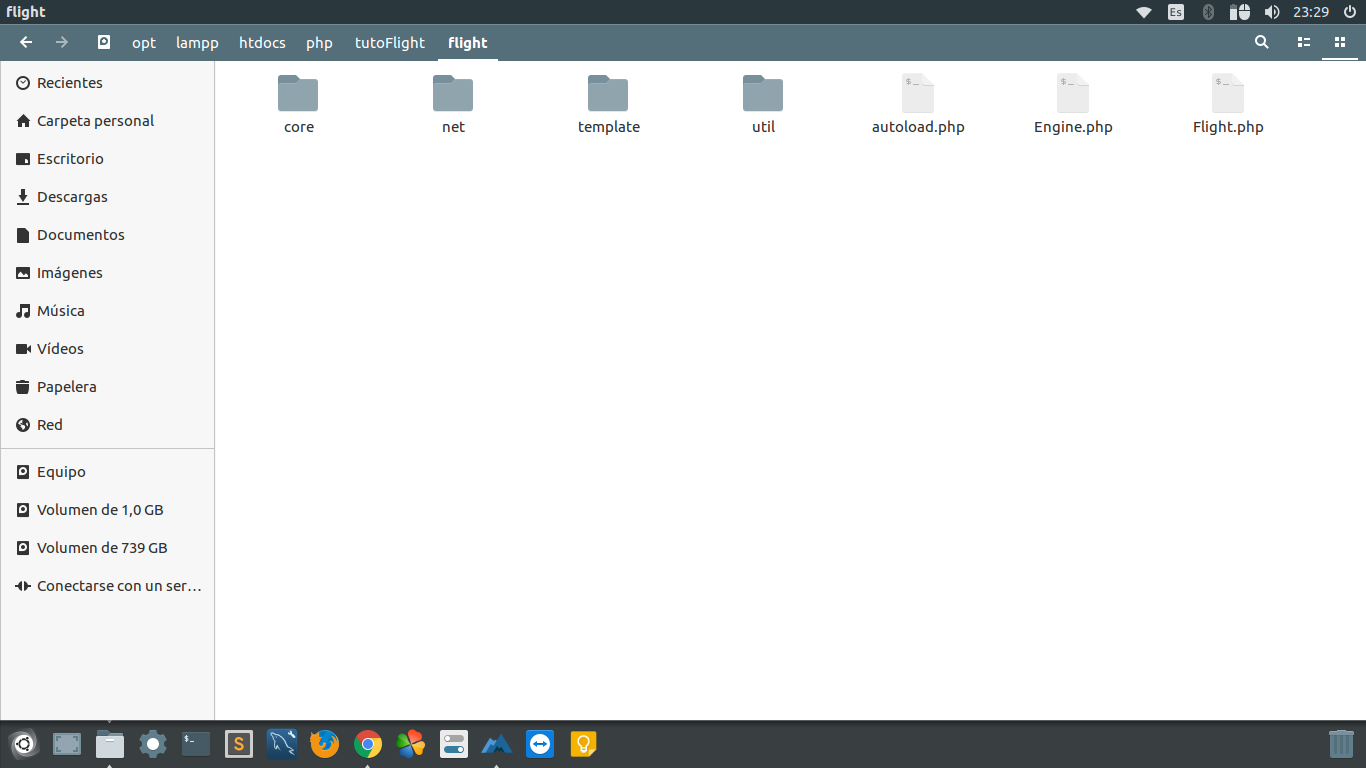 flight
Es
23:29
opt
lampp
htdocs
php
tutoFlight
flight
Recientes
Carpeta personal
Escritorio
Descargas
Documentos
Imágenes
Música
Vídeos
Papelera
Red
Equipo
Volumen de 1,0 GB
Volumen de 739 GB
Conectarse con un ser…
core
net
template
util
$_
autoload.php
$_
Engine.php
$_
Flight.php
$_
S